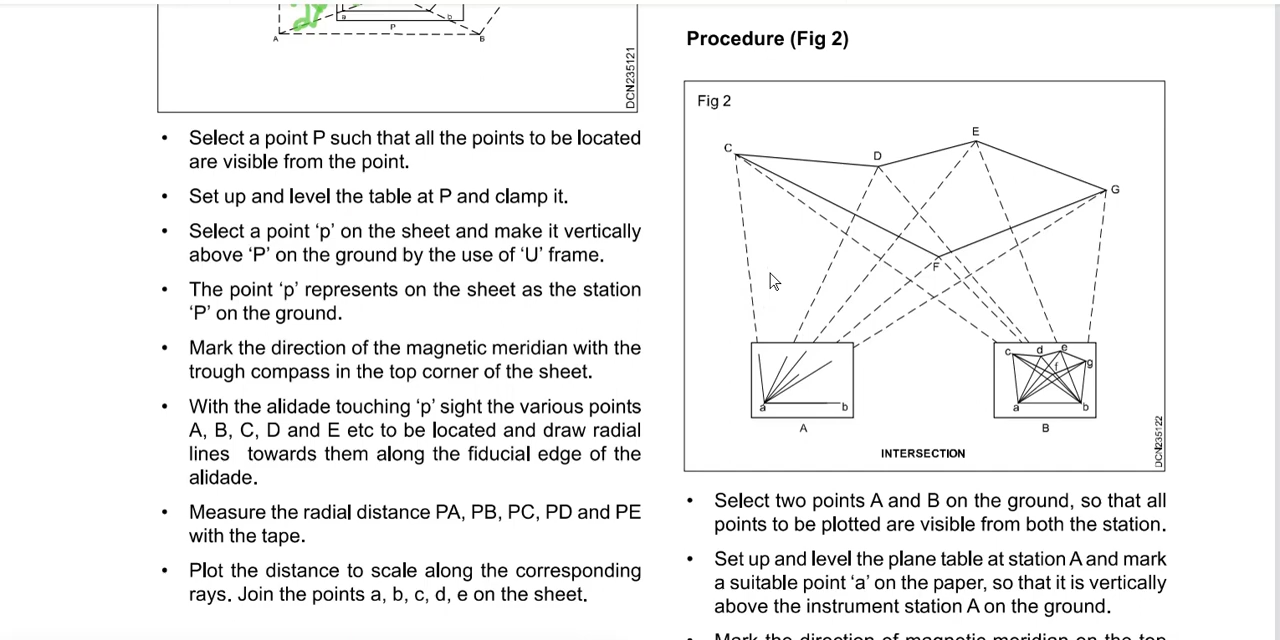 a
b
P
A
B
DCN235121
• Select a point P such that all the points to be located
are visible from the point.
• Set up and level the table at P and clamp it.
• Select a point ‘p’ on the sheet and make it vertically
above ‘P’ on the ground by the use of ‘U’ frame.
• The point ‘p’ represents on the sheet as the station
‘P’ on the ground.
• Mark the direction of the magnetic meridian with the
trough compass in the top corner of the sheet.
• With the alidade touching ‘p’ sight the various points
A, B, C, D and E etc to be located and draw radial
lines towards them along the fiducial edge of the
alidade.
• Measure the radial distance PA, PB, PC, PD and PE
with the tape.
• Plot the distance to scale along the corresponding
rays. Join the points a, b, c, d, e on the sheet.
Procedure (Fig 2)
Fig 2
C
D
E
G
F
a
b
A
c
d
e
f
g
a
b
B
INTERSECTION
DCN235122
• Select two points A and B on the ground, so that all
points to be plotted are visible from both the station.
• Set up and level the plane table at station A and mark
a suitable point ‘a’ on the paper, so that it is vertically
above the instrument station A on the ground.
• Mark the direction of magnetic meridian on the top